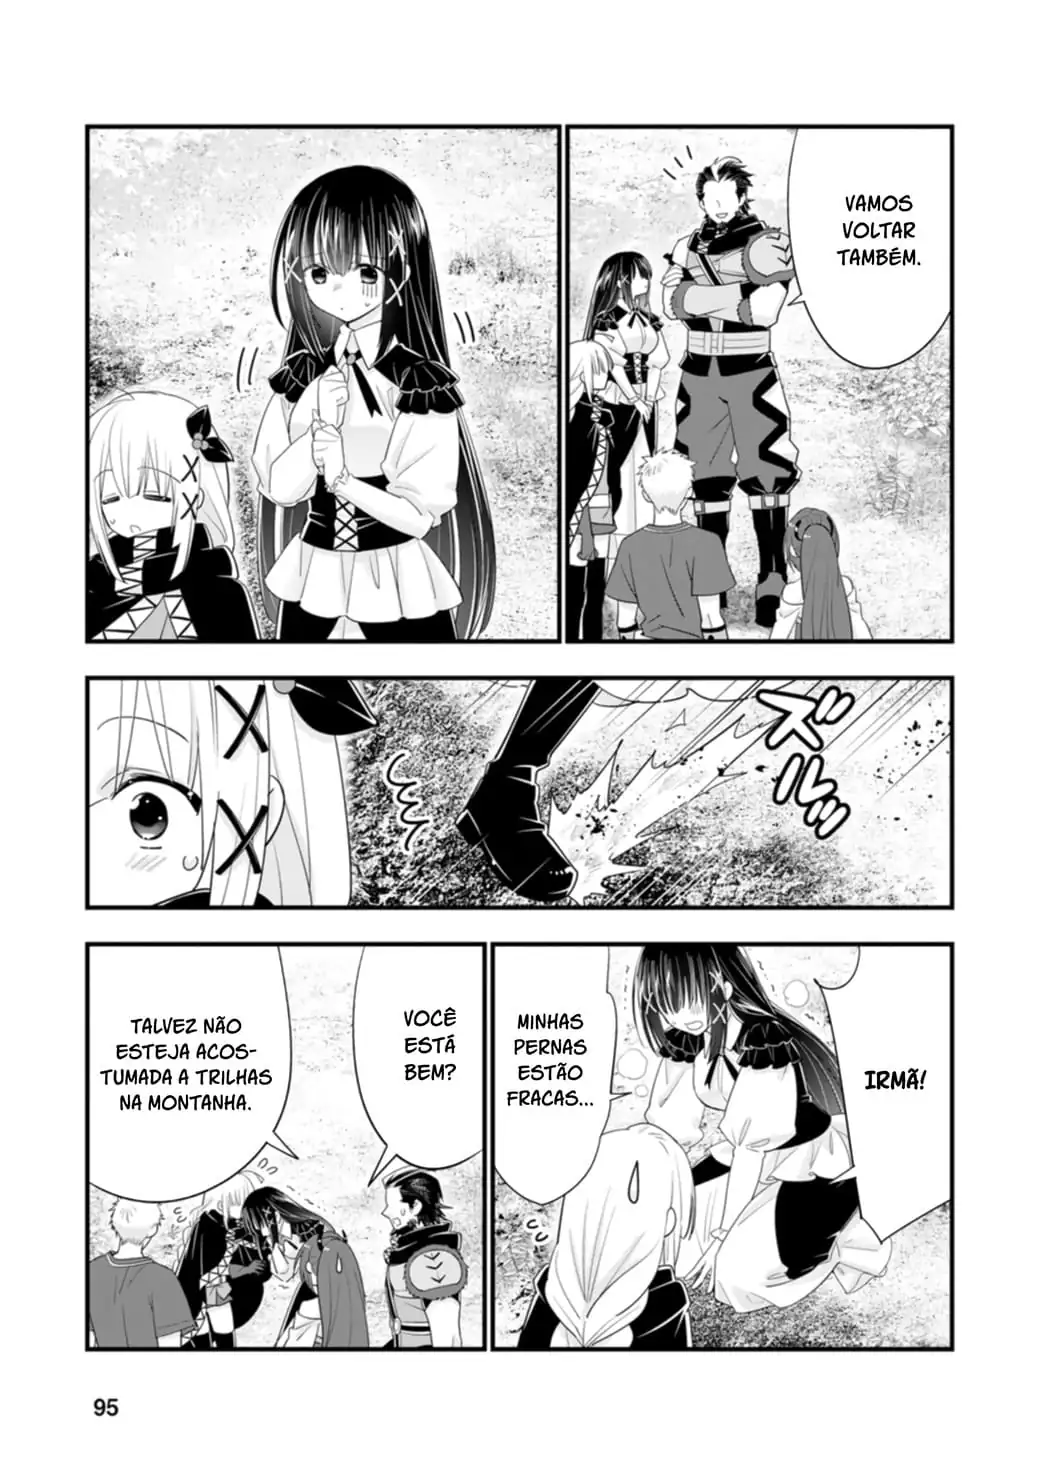 VAMOS
VOLTAR
TAMBÉM.
ズ
ズルッ
IRMÃ!
MINHAS
PERNAS
ESTÃO
FRACAS...
VOCÊ
ESTÁ
BEM?
TALVEZ NÃO
ESTEJA ACOS-
TUMADA A TRILHAS
NA MONTANHA.
95